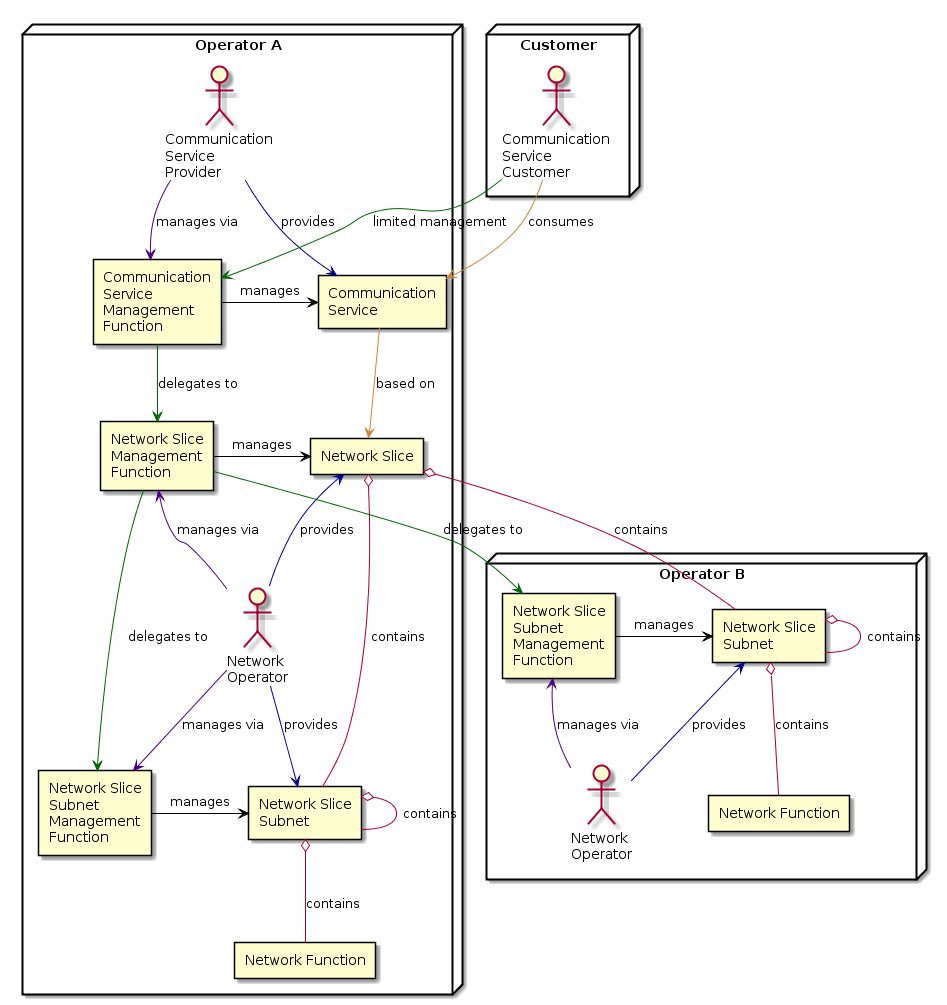 Operator A
Customer
Communication
Service
Provider
Communication
Service
Customer
manages via
provides
limited management
consumes
Communication
Service
Management
Function
manages
Communication
Service
delegates to
based on
Network Slice
Management
Function
manages
Network Slice
manages via
provides
delegates to
contains
Operator B
Network Slice
Subnet
Management
Function
manages
Network Slice
Subnet
contains
delegates to
contains
Network
Operator
manages via
provides
manages via
provides
contains
Network Slice
Subnet
Management
Function
manages
Network Slice
Subnet
contains
Network Function
Network
Operator
contains
Network Function